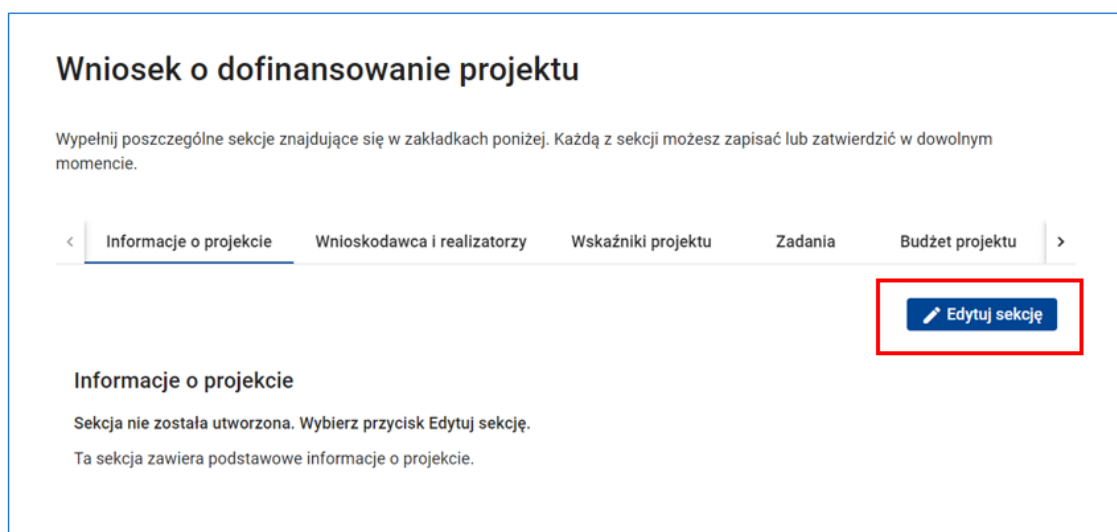 Wniosek o dofinansowanie projektu
Wypełnij poszczególne sekcje znajdujące się w zakładkach poniżej. Każdą z sekcji możesz zapisać lub zatwierdzić w dowolnym
momencie.
< Informacje o projekcie Wnioskodawca i realizatorzy Wskaźniki projektu Zadania Budżet projektu >
Edytuj sekcję
Informacje o projekcie
Sekcja nie została utworzona. Wybierz przycisk Edytuj sekcję.
Ta sekcja zawiera podstawowe informacje o projekcie.